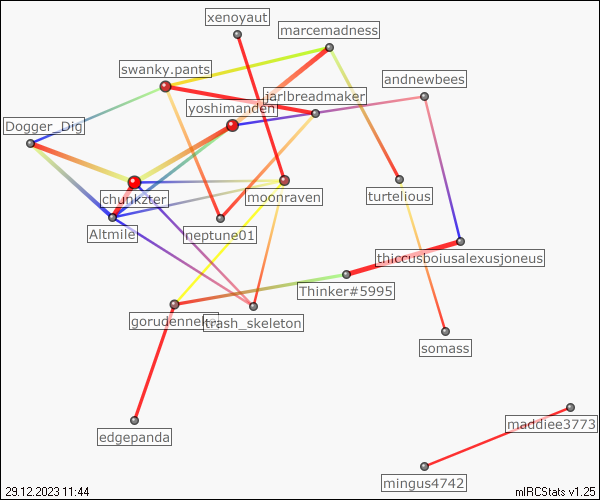 xenoyaut
marcemadness
swanky.pants
andnewbees
jarlbreadmaker
yoshimanden
Dogger_Dig
chunkzter
moonraven
turtelious
Altmile
neptune01
thiccusboiusalexusjoneus
Thinker#5995
trash_skeleton
somass
maddiee3773
edgepanda
mingus4742
29.12.2023 11:44
mIRCStats v1.25